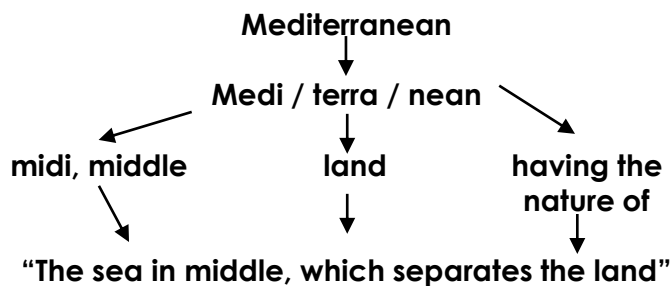 Mediterranean
Medi / terra / nean
midi, middle land having the
nature of
“The sea in middle, which separates the land”